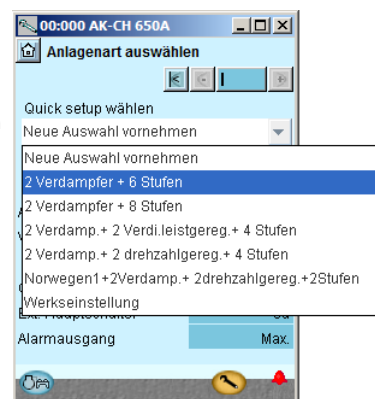 00:000 AK-CH 650A
Anlagenart auswählen
Quick setup wählen
Neue Auswahl vornehmen
Neue Auswahl vornehmen
2 Verdampfer + 6 Stufen
2 Verdampfer + 8 Stufen
2 Verdamp.+ 2 Verdi.leistgereg.+ 4 Stufen
2 Verdamp.+ 2 drehzahlgereg.+ 4 Stufen
Norwegen1+2Verdamp.+ 2drehzahlgereg.+2Stufen
Werkseinstellung
Alarmausgang Max.